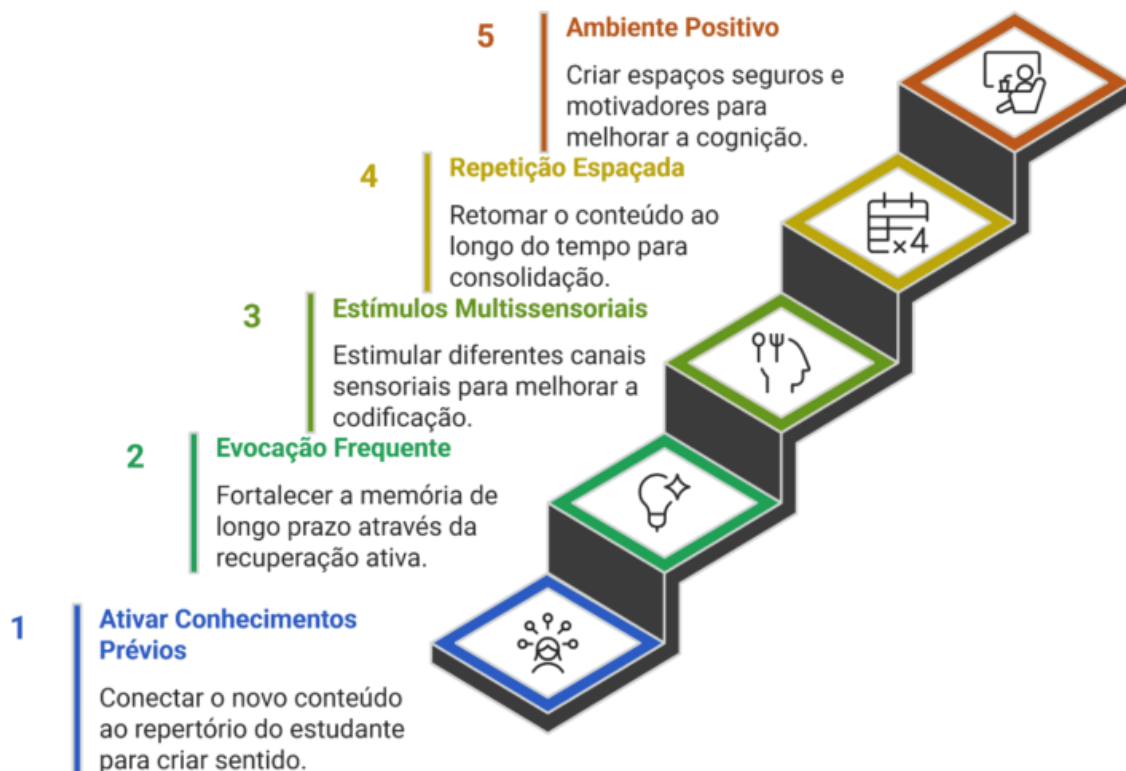 5
Ambiente Positivo
Criar espaços seguros e
motivadores para
melhorar a cognição.
4
Repetição Espaçada
Retomar o conteúdo ao
longo do tempo para
consolidação.
×4
3
Estímulos Multissensoriais
Estimular diferentes canais
sensoriais para melhorar a
codificação.
2
Evocação Frequente
Fortalecer a memória de
longo prazo através da
recuperação ativa.
1
Ativar Conhecimentos
Prévios
Conectar o novo conteúdo
ao repertório do estudante
para criar sentido.